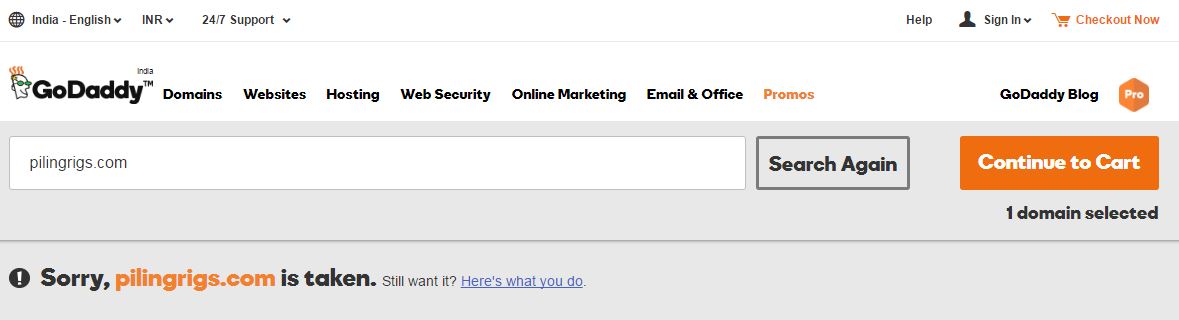 India - English INR 24/7 Support Help Sign In Checkout Now
India
GoDaddy™ Domains Websites Hosting Web Security Online Marketing Email & Office Promos GoDaddy Blog Pro
pilingrigs.com Search Again Continue to Cart
1 domain selected
Sorry, pilingrigs.com is taken. Still want it? Here's what you do.